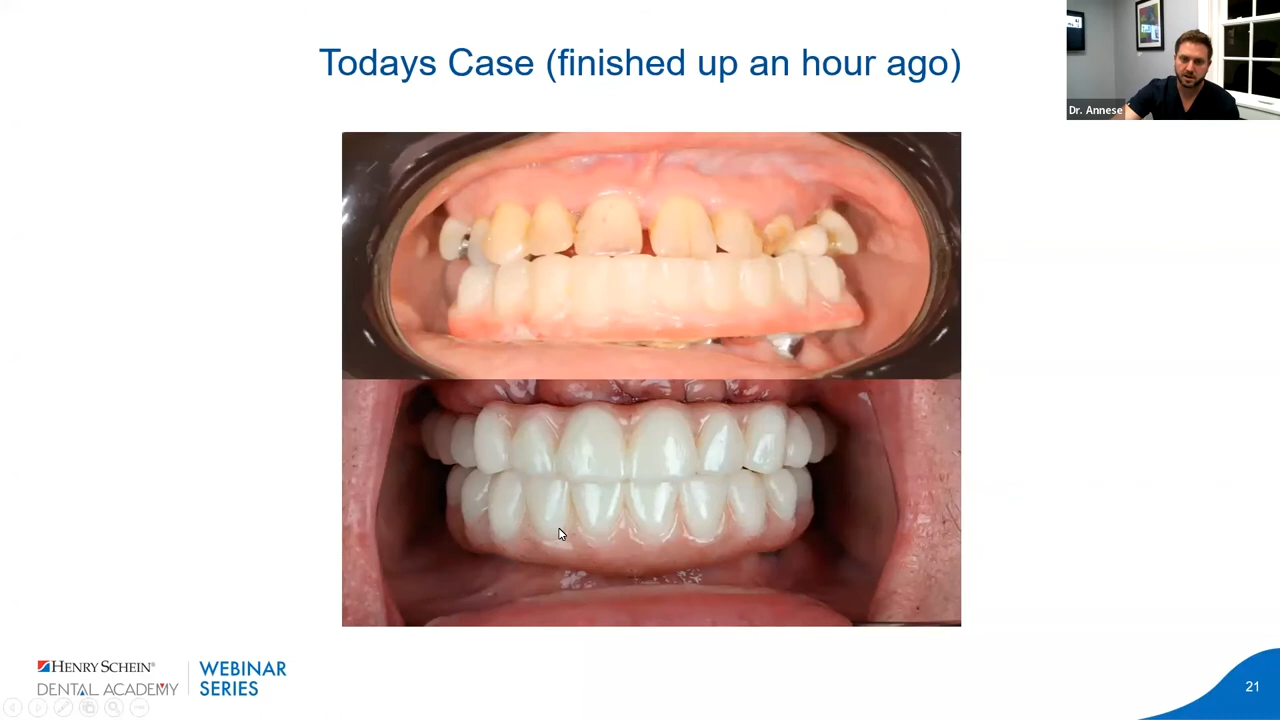 Todays Case (finished up an hour ago)
Dr. Annese
HENRY SCHEIN®
DENTAL ACADEMY
WEBINAR
SERIES
21